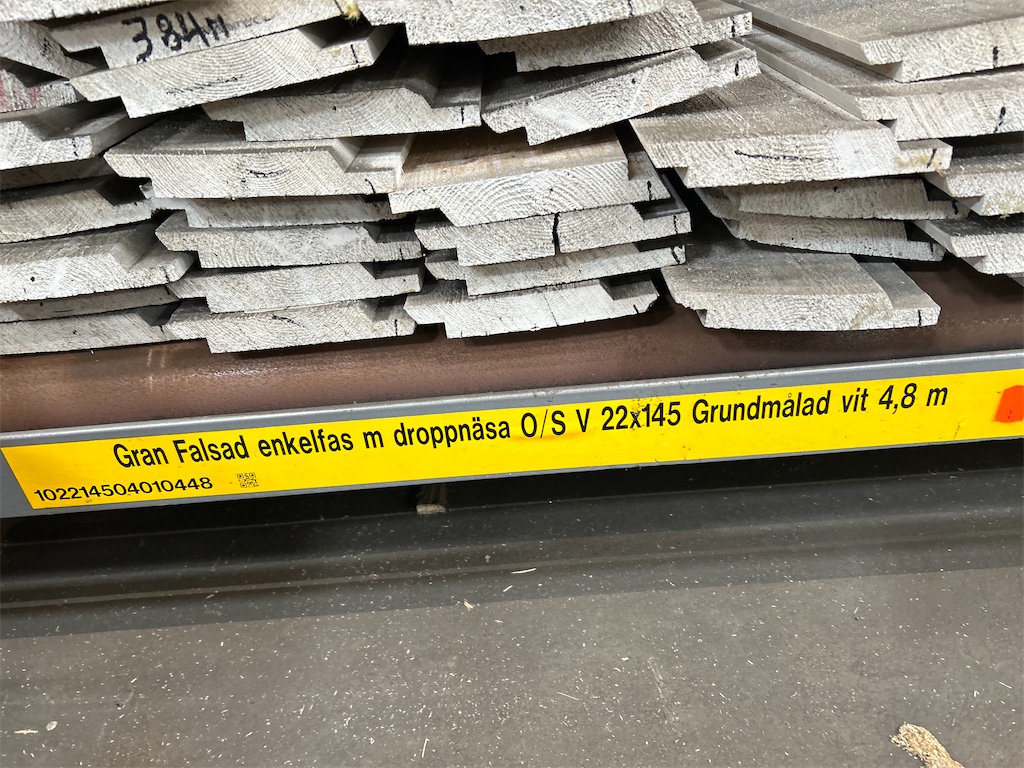 384m
Gran Falsad enkelfas m droppnäsa O/S V 22x145 Grundmålad vit 4,8 m
102214504010448